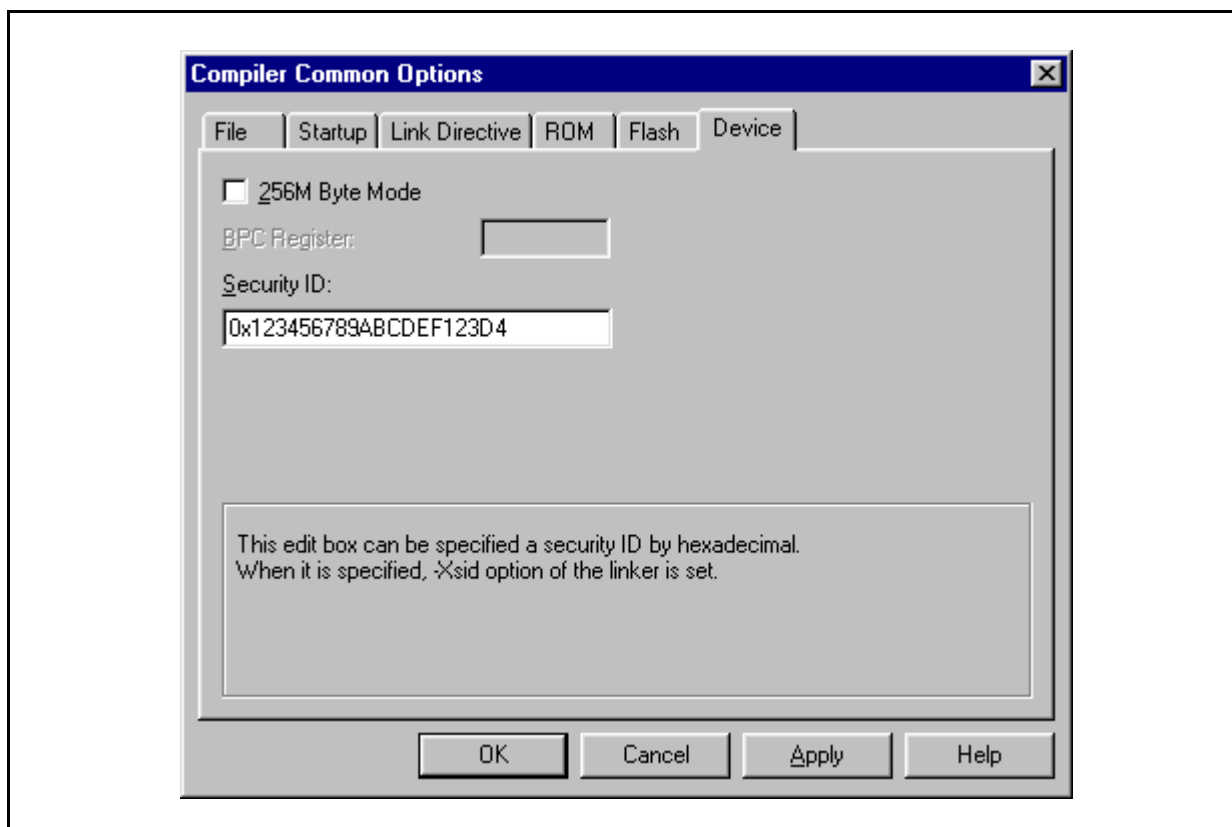 Compiler Common Options
File Startup Link Directive ROM Flash Device
256M Byte Mode
BPC Register:
Security ID:
0x123456789ABCDEF123D4
This edit box can be specified a security ID by hexadecimal.
When it is specified, -Xsid option of the linker is set.
OK Cancel Apply Help